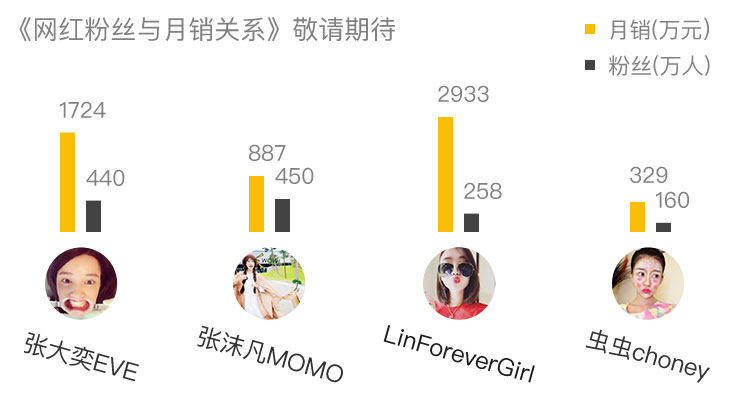 《网红粉丝与月销关系》敬请期待
月销(万元)
粉丝(万人)
1724
440
887
450
2933
258
329
160
张大奕EVE
张沫凡MOMO
LinForeverGirl
虫虫choney